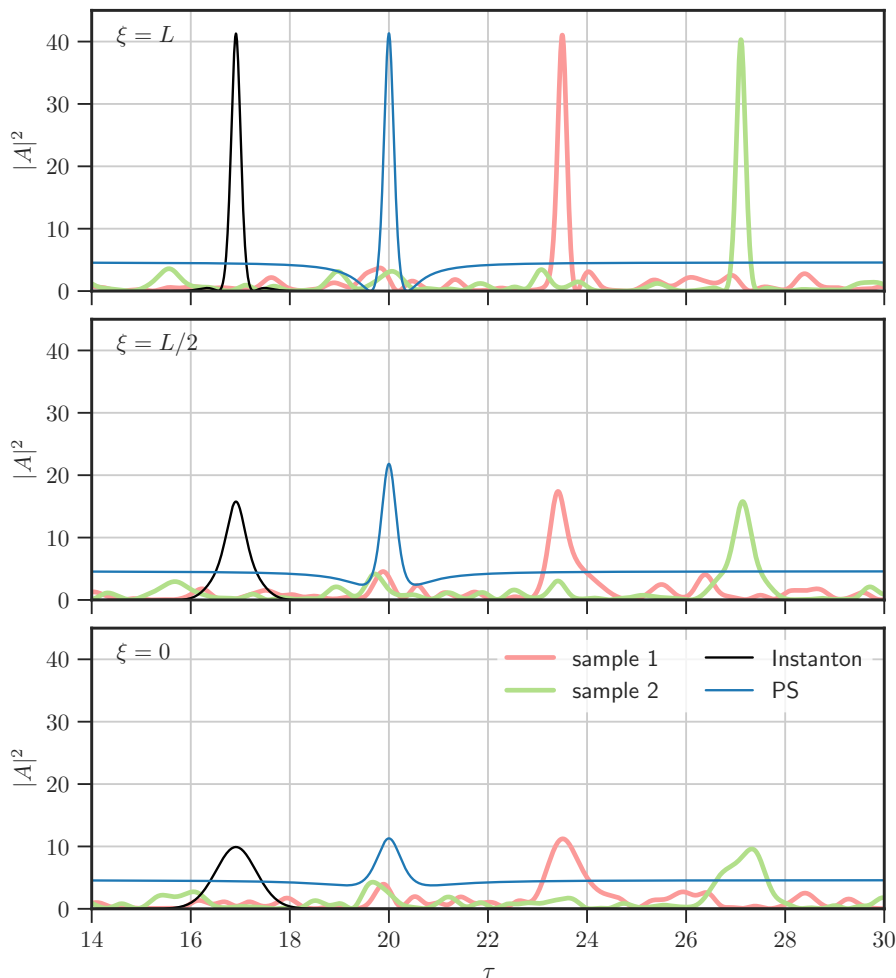 ξ = L
40
30
20
10
0
|A|²
ξ = L/2
40
30
20
10
0
|A|²
ξ = 0
sample 1
sample 2
Instanton
PS
40
30
20
10
0
|A|²
14 16 18 20 22 24 26 28 30
τ